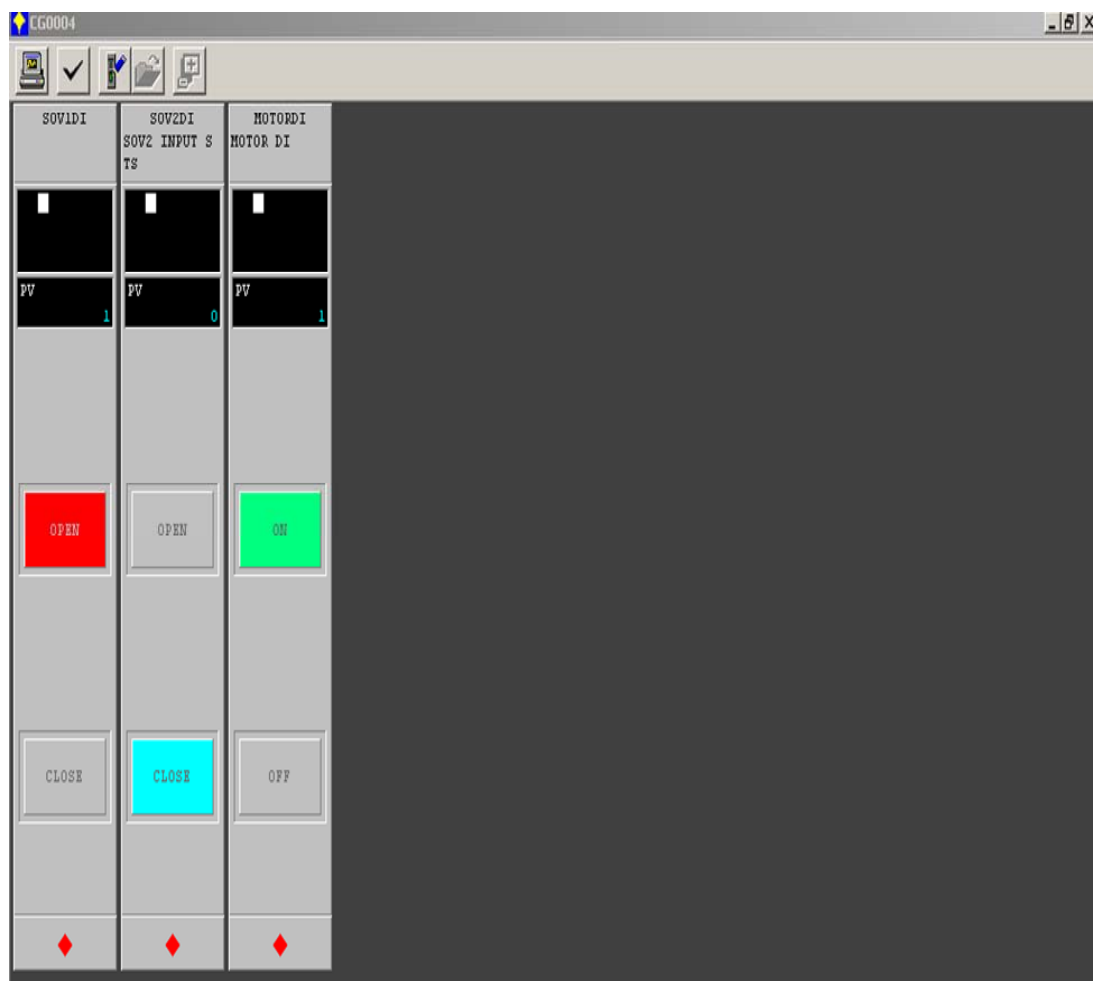 CG0004
SOV1DI
SOV2DI
SOV2 INPUT S
TS
MOTORDI
MOTOR DI
PV
1
PV
0
PV
1
OPEN
OPEN
ON
CLOSE
CLOSE
OFF